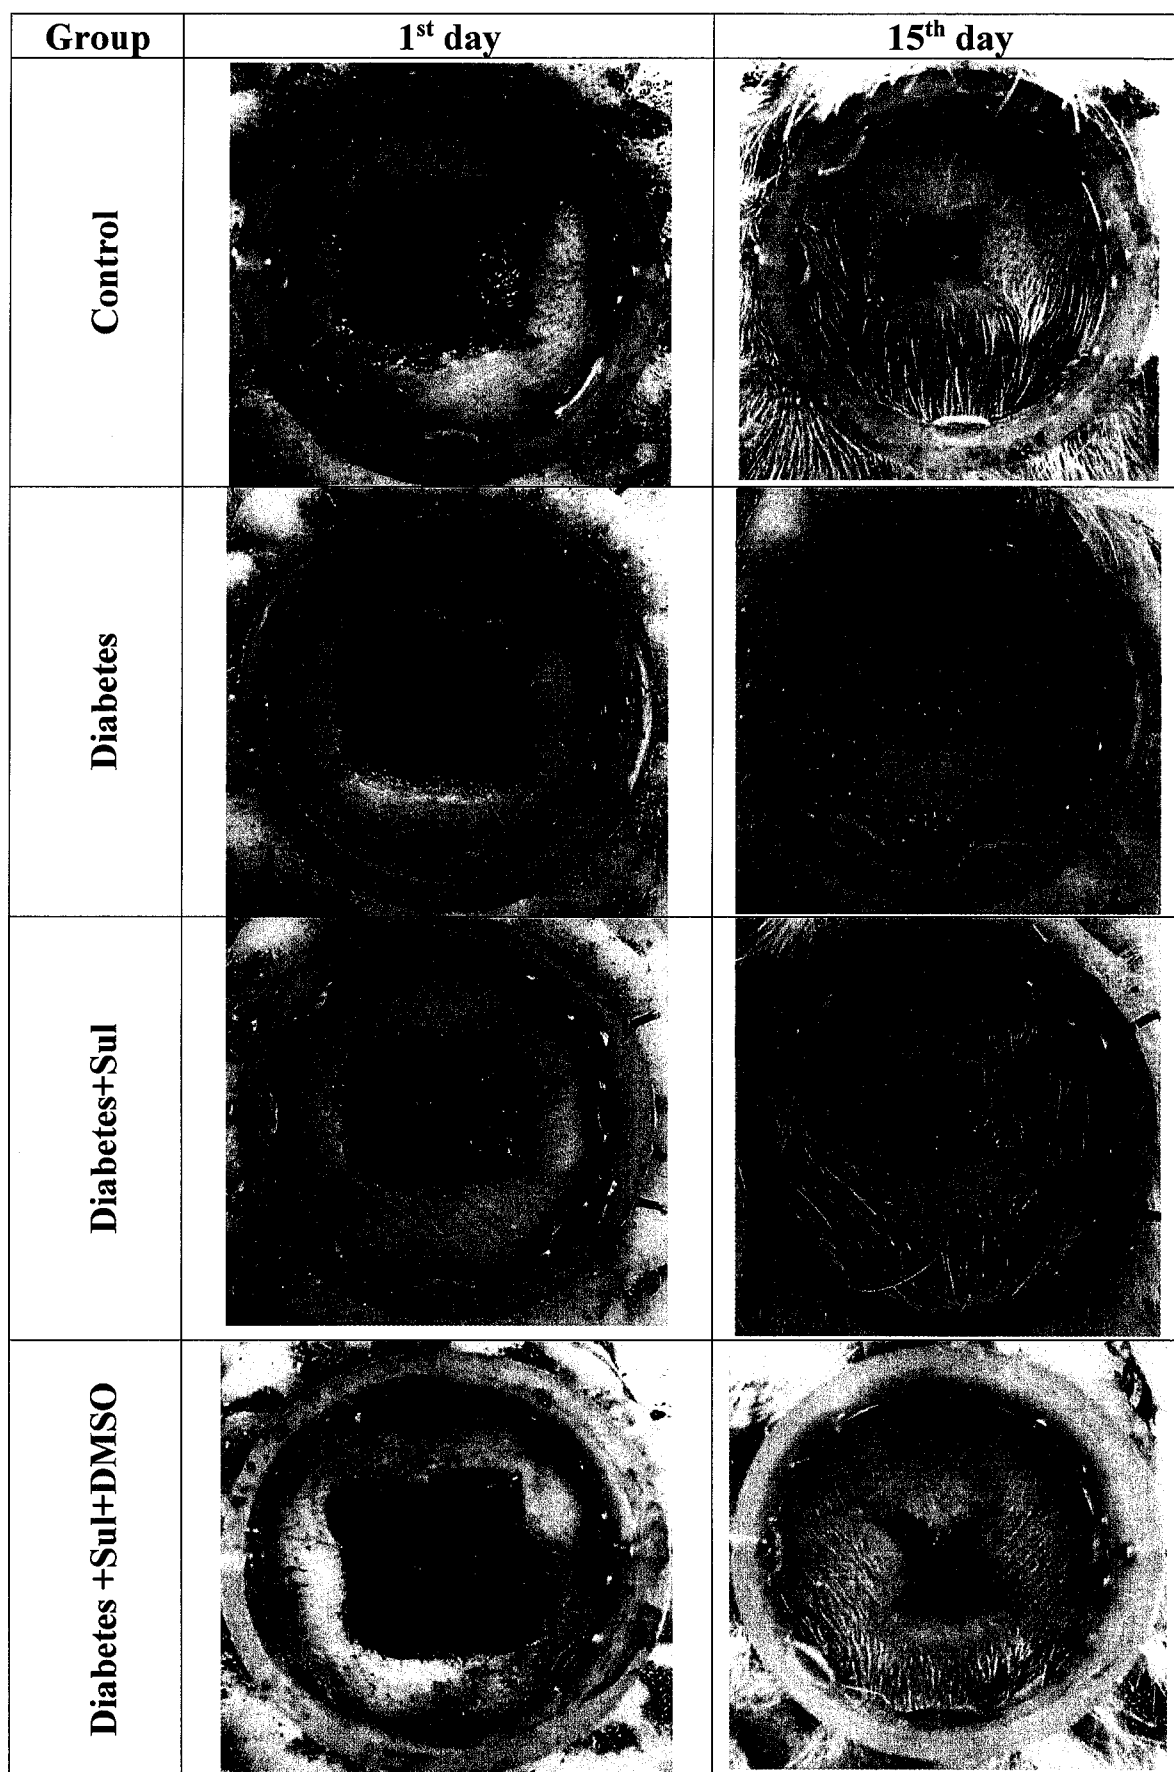 Group 1st day 15th day
Control
Diabetes
Diabetes+Sul
Diabetes +Sul+DMSO